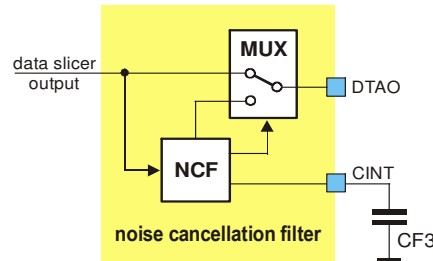 MUX
data slicer
output
DTAO
NCF
CINT
noise cancellation filter
CF3